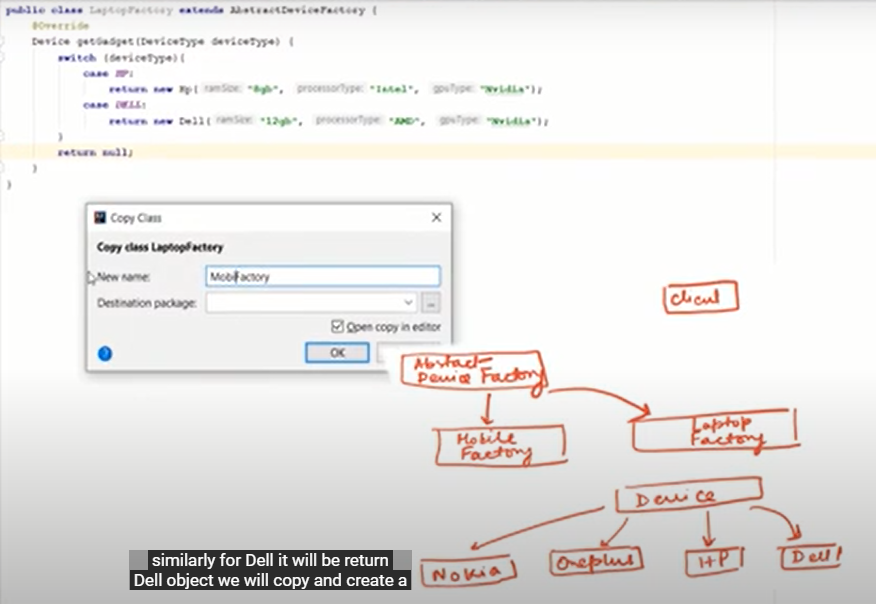 public class LaptopFactory extends AbstractDeviceFactory {
@Override
Device getGadget(DeviceType deviceType) {
switch (deviceType){
case HP:
return new Hp( ramSize: "8gb", processorType: "Intel", gpuType: "Nvidia");
case DELL:
return new Dell( ramSize: "12gb", processorType: "AMD", gpuType: "Nvidia");
}
return null;
}
}
Copy Class
Copy class LaptopFactory
New name:
MobiFactory
Destination package:
...
Open copy in editor
?
OK
Client
Abstact-
Device Factory
Mobile
Factory
Laptop
Factory
Device
Nokia
Oneplus
HP
Dell
similarly for Dell it will be return
Dell object we will copy and create a